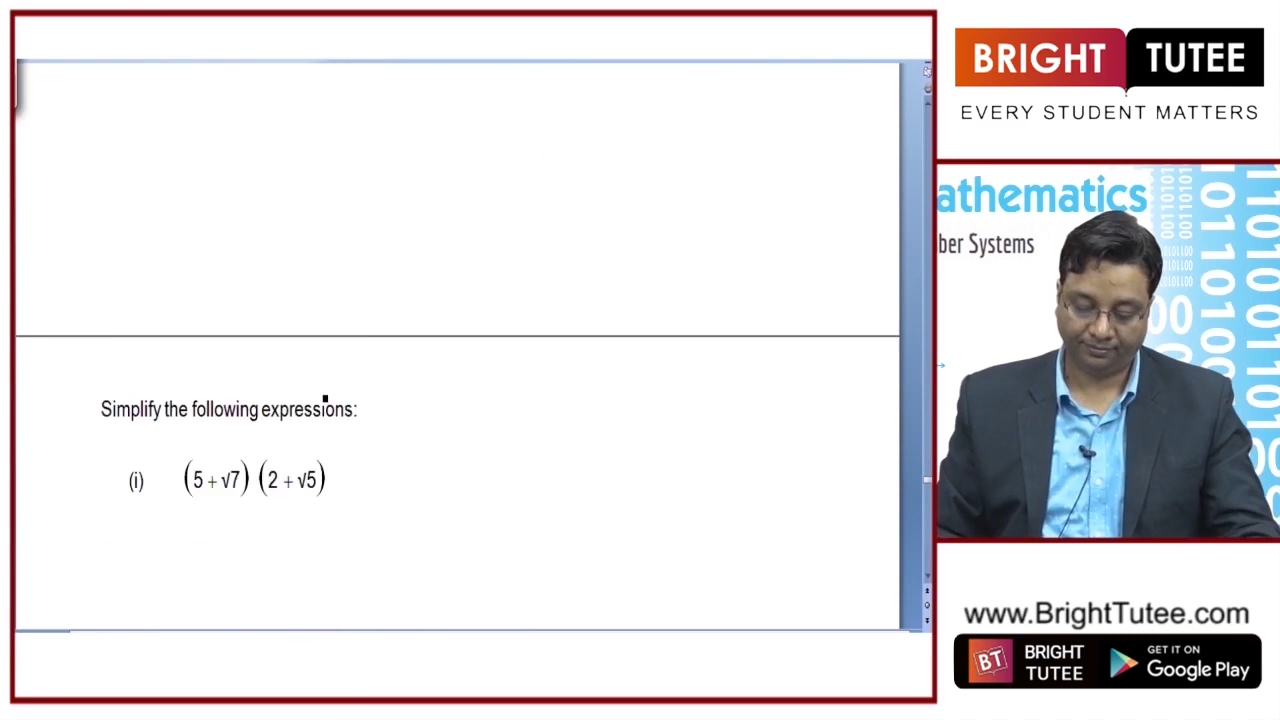 BRIGHT TUTEE
EVERY STUDENT MATTERS
athematics
ber Systems
Simplify the following expressions:
(i) (5 + √7) (2 + √5)
www.BrightTutee.com
BT BRIGHT TUTEE
GET IT ON
Google Play